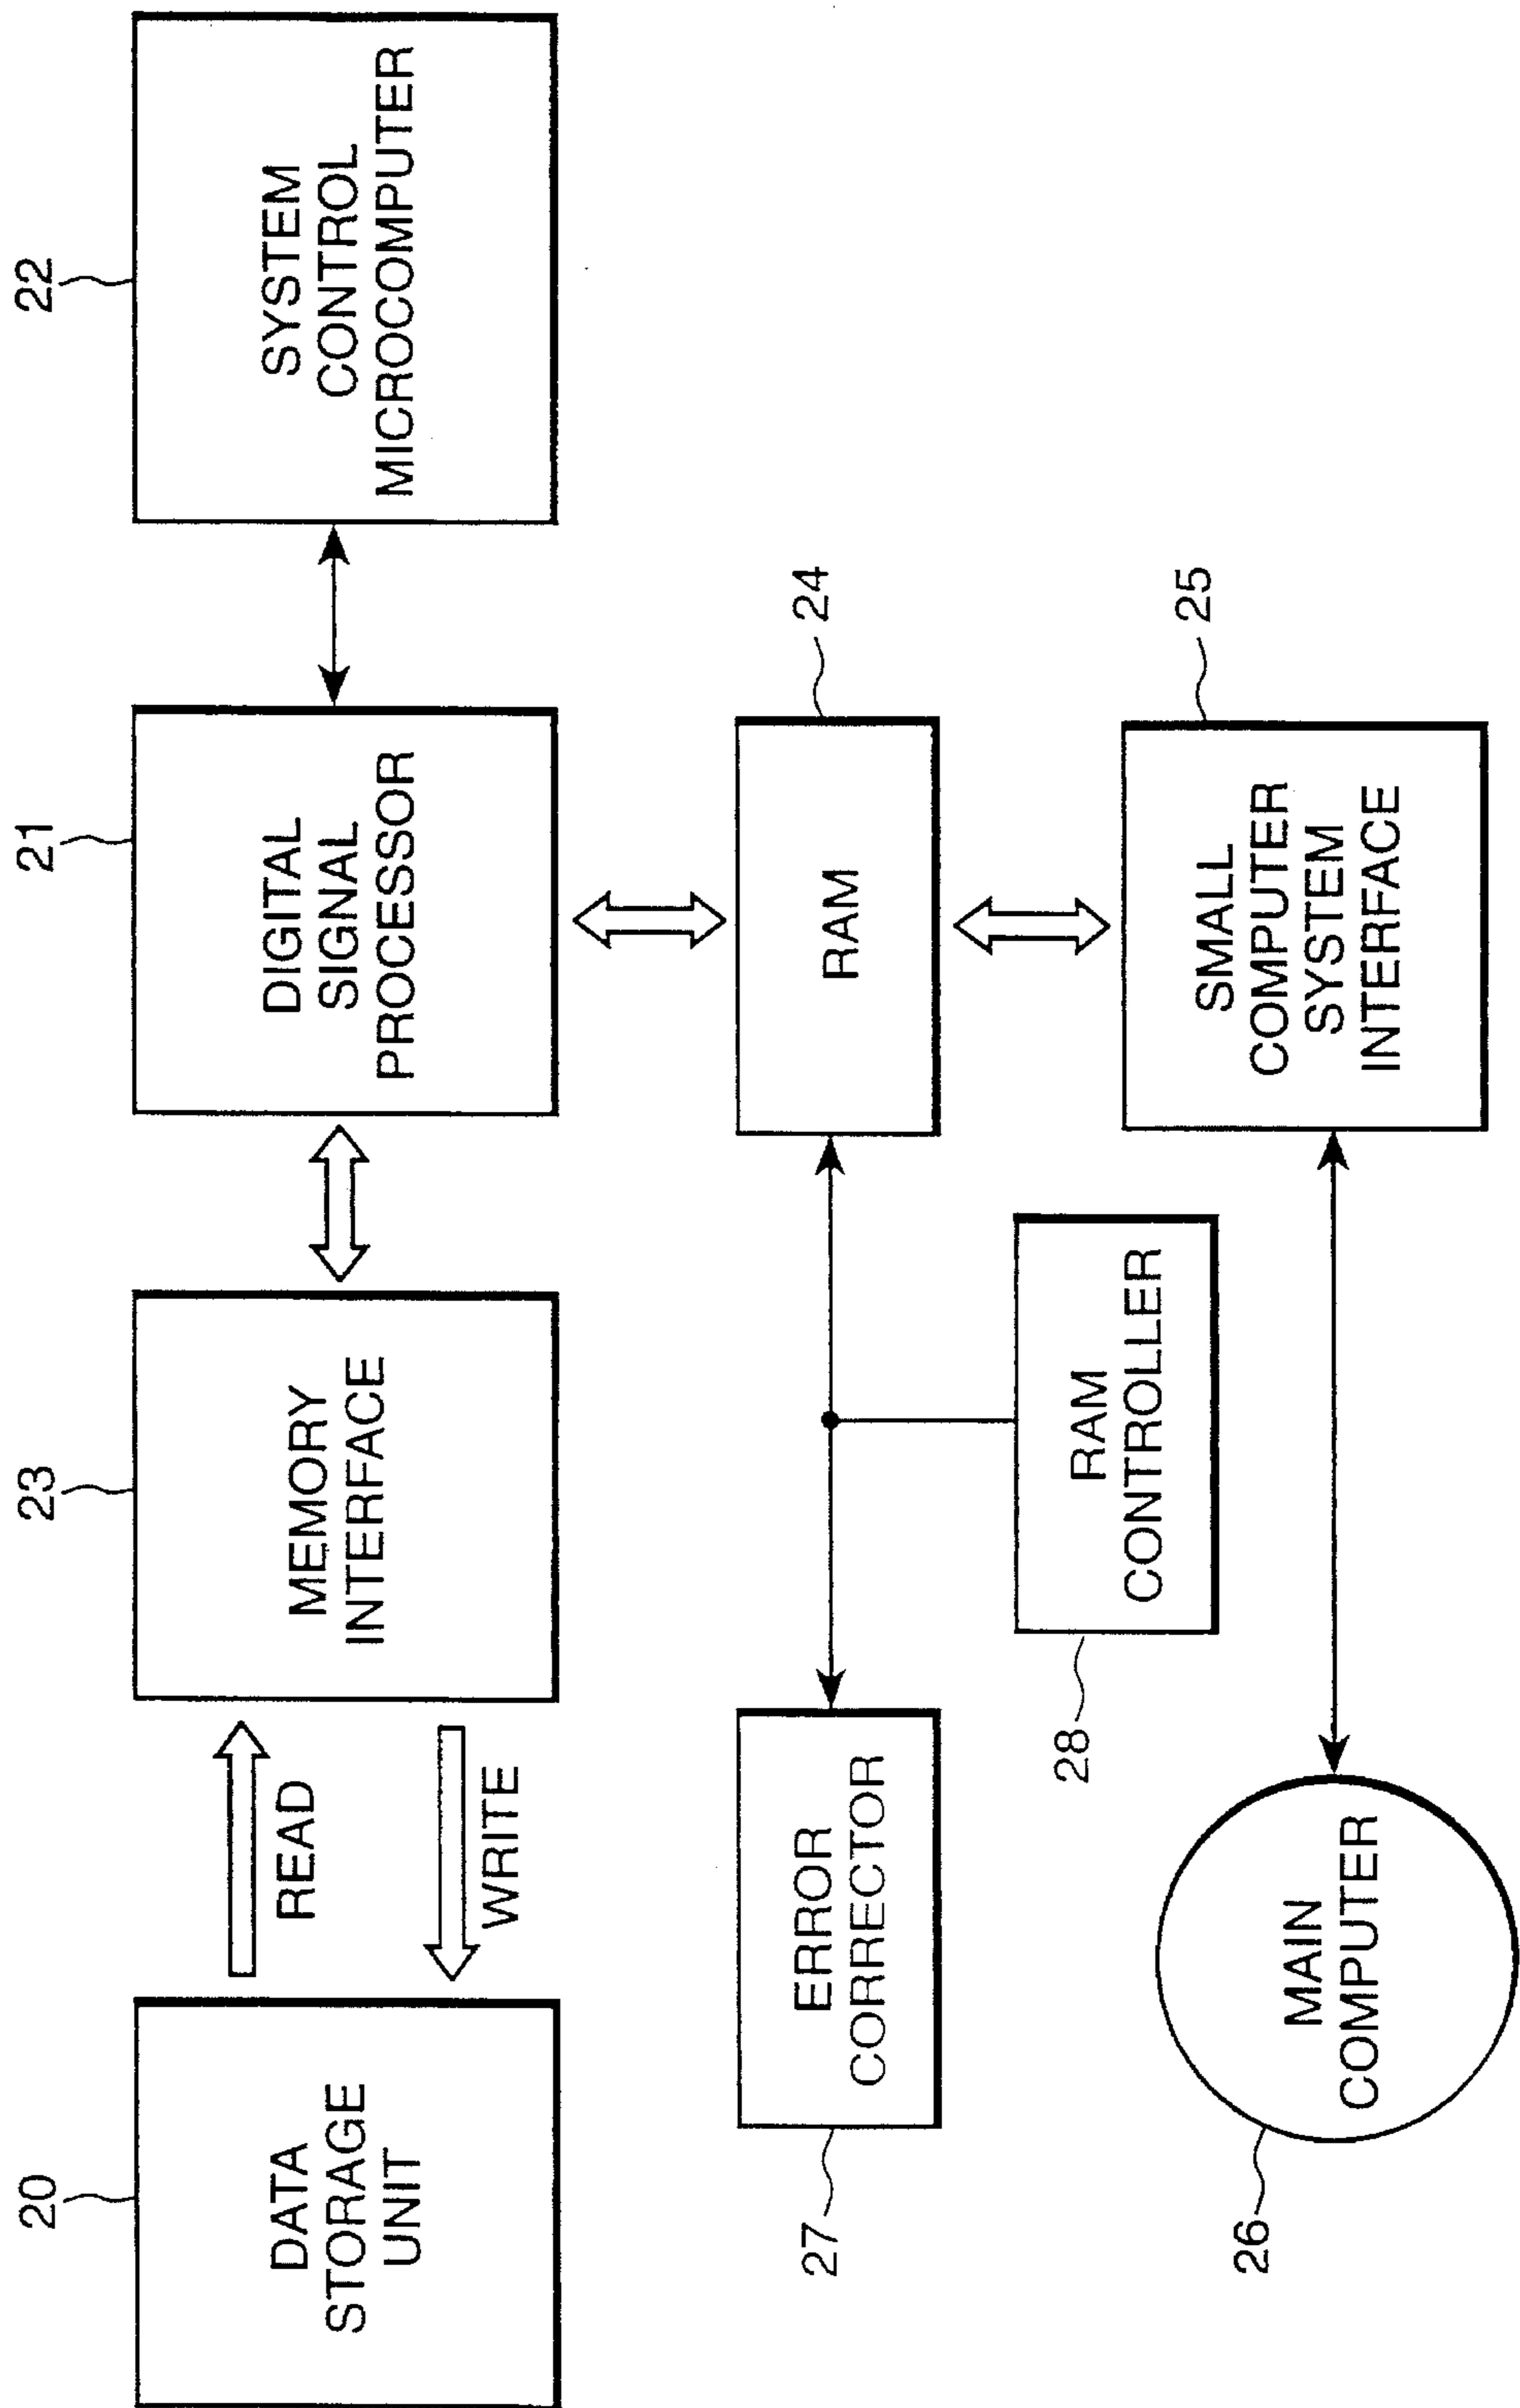 20
DATA
STORAGE
UNIT
READ
WRITE
23
MEMORY
INTERFACE
21
DIGITAL
SIGNAL
PROCESSOR
22
SYSTEM
CONTROL
MICROCOMPUTER
27
ERROR
CORRECTOR
RAM
24
28
RAM
CONTROLLER
26
MAIN
COMPUTER
SMALL
COMPUTER
SYSTEM
INTERFACE
25